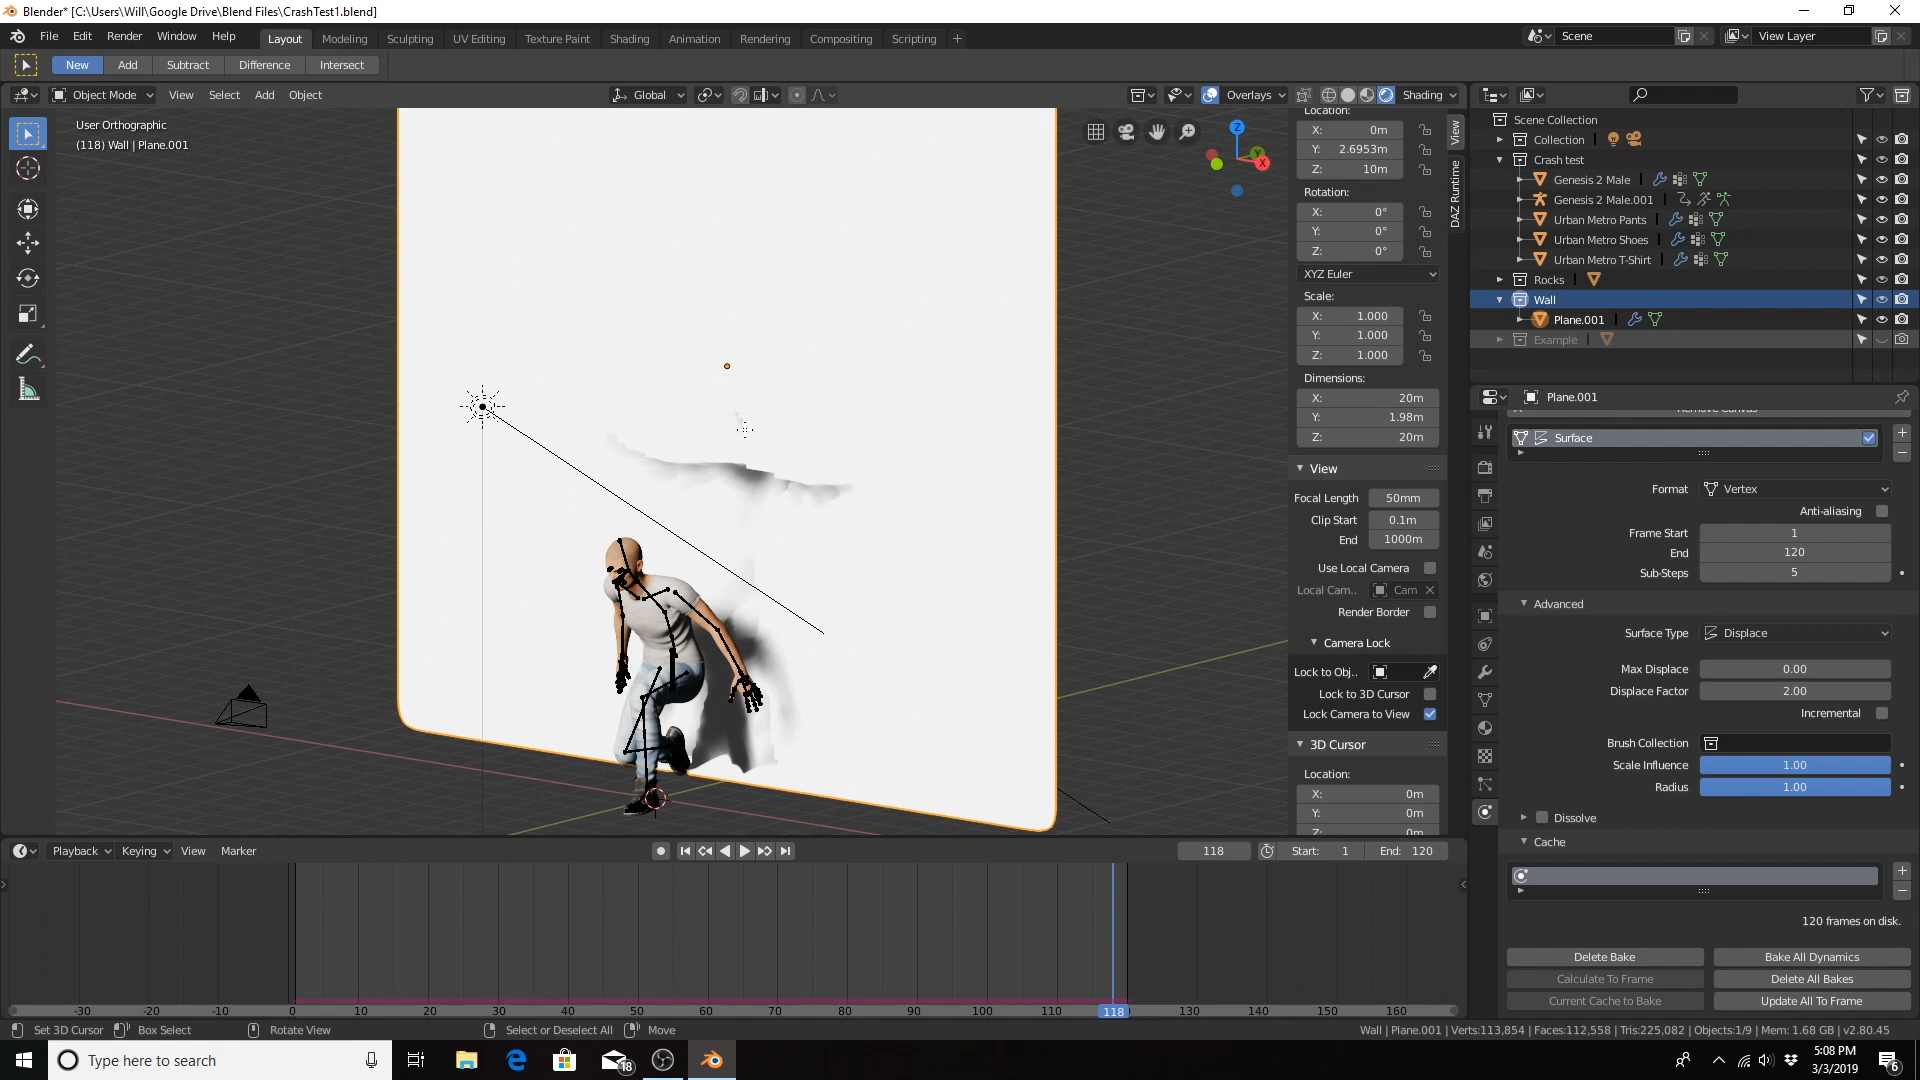 Blender* [C:\Users\Will\Google Drive\Blend Files\CrashTest1.blend]
File Edit Render Window Help Layout Modeling Sculpting UV Editing Texture Paint Shading Animation Rendering Compositing Scripting + Scene View Layer
New Add Subtract Difference Intersect
Object Mode View Select Add Object Global Overlays Shading
User Orthographic
(118) Wall | Plane.001
Z
Y
X
Location:
X: 0m
Y: 2.6953m
Z: 10m
Rotation:
X: 0°
Y: 0°
Z: 0°
XYZ Euler
Scale:
X: 1.000
Y: 1.000
Z: 1.000
Dimensions:
X: 20m
Y: 1.98m
Z: 20m
View
Focal Length 50mm
Clip Start 0.1m
End 1000m
Use Local Camera
Local Cam.. Cam
Render Border
Camera Lock
Lock to Obj..
Lock to 3D Cursor
Lock Camera to View
3D Cursor
Location:
X: 0m
Y: 0m
Z: 0m
View
DAZ Runtime
Scene Collection
Collection
Crash test
Genesis 2 Male
Genesis 2 Male.001
Urban Metro Pants
Urban Metro Shoes
Urban Metro T-Shirt
Rocks
Wall
Plane.001
Example
Plane.001
Remove Canvas
Surface
Format Vertex
Anti-aliasing
Frame Start 1
End 120
Sub-Steps 5
Advanced
Surface Type Displace
Max Displace 0.00
Displace Factor 2.00
Incremental
Brush Collection
Scale Influence 1.00
Radius 1.00
Dissolve
Cache
120 frames on disk.
Delete Bake Bake All Dynamics
Calculate To Frame Delete All Bakes
Current Cache to Bake Update All To Frame
Playback Keying View Marker 118 Start: 1 End: 120
-30 -20 -10 0 10 20 30 40 50 60 70 80 90 100 110 118 130 140 150 160
Set 3D Cursor Box Select Rotate View Select or Deselect All Move Wall | Plane.001 | Verts:113,854 | Faces:112,558 | Tris:225,082 | Objects:1/9 | Mem: 1.68 GB | v2.80.45
Type here to search
18
5:08 PM
3/3/2019
6